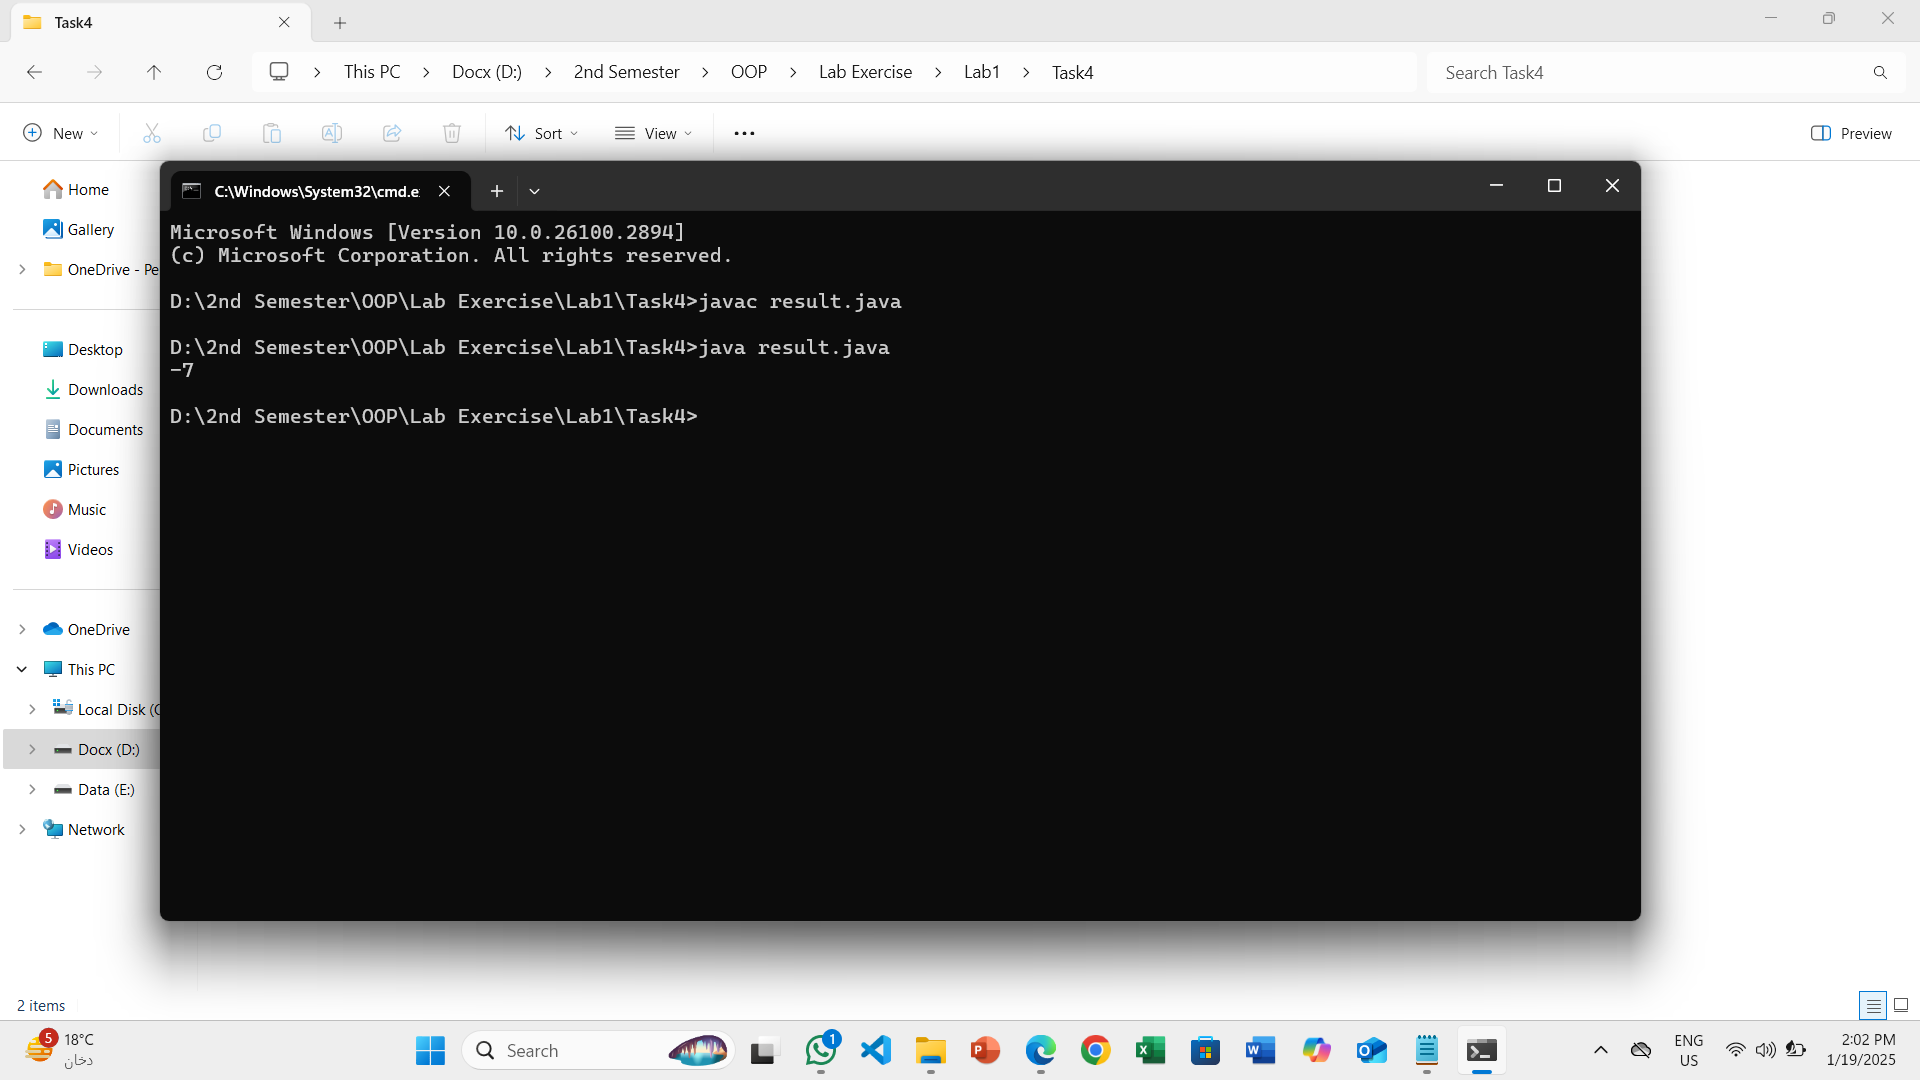 Task4
This PC
Docx (D:)
2nd Semester
OOP
Lab Exercise
Lab1
Task4
Search Task4
New
Sort
View
Preview
Home
Gallery
OneDrive - Pe
Desktop
Downloads
Documents
Pictures
Music
Videos
OneDrive
This PC
Local Disk (C
Docx (D:)
Data (E:)
Network
C:\Windows\System32\cmd.e
Microsoft Windows [Version 10.0.26100.2894]
(c) Microsoft Corporation. All rights reserved.
D:\2nd Semester\OOP\Lab Exercise\Lab1\Task4>javac result.java
D:\2nd Semester\OOP\Lab Exercise\Lab1\Task4>java result.java
-7
D:\2nd Semester\OOP\Lab Exercise\Lab1\Task4>
2 items
5
18°C
دخان
Search
1
ENG
US
2:02 PM
1/19/2025